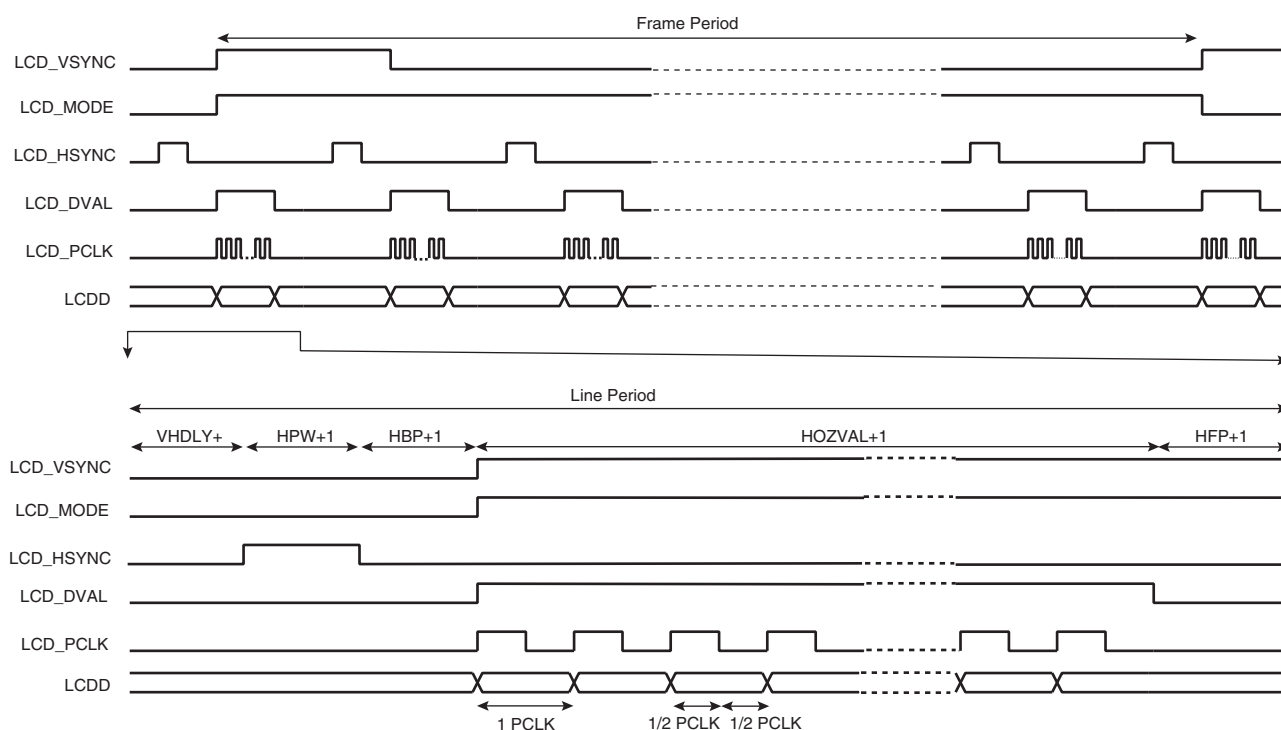 Frame Period
LCD_VSYNC
LCD_MODE
LCD_HSYNC
LCD_DVAL
LCD_PCLK
LCDD
Line Period
VHDLY+ HPW+1 HBP+1 HOZVAL+1 HFP+1
LCD_VSYNC
LCD_MODE
LCD_HSYNC
LCD_DVAL
LCD_PCLK
LCDD
1 PCLK 1/2 PCLK 1/2 PCLK